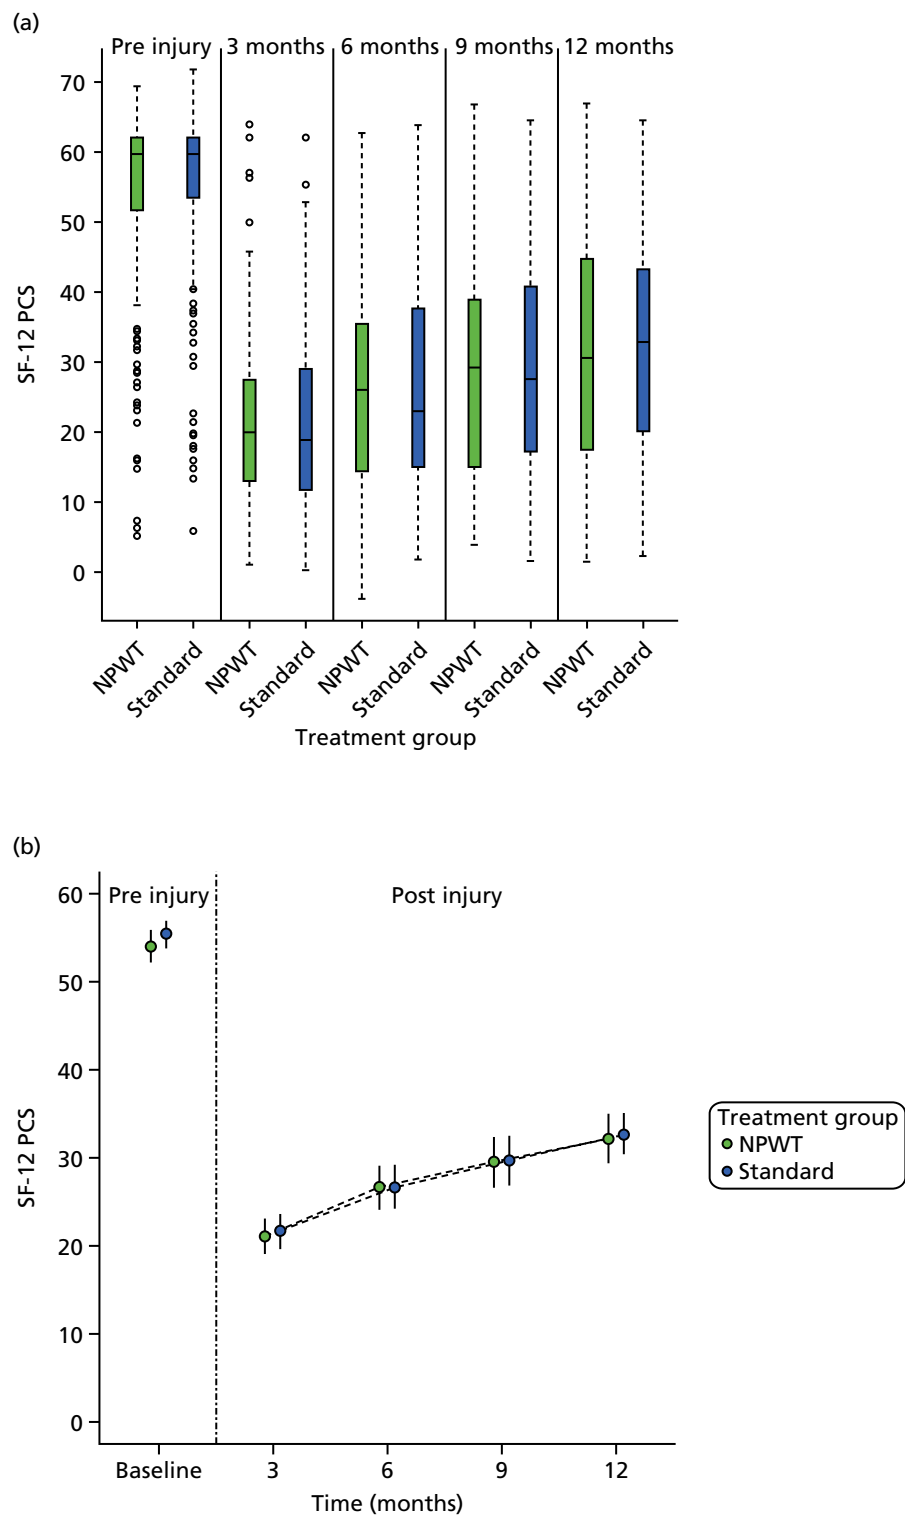 (a)
Pre injury 3 months 6 months 9 months 12 months
70
60
50
40
30
20
10
0
SF-12 PCS
NPWT Standard NPWT Standard NPWT Standard NPWT Standard NPWT Standard
Treatment group
(b)
Pre injury Post injury
60
50
40
30
20
10
0
SF-12 PCS
Treatment group
NPWT
Standard
Baseline 3 6 9 12
Time (months)